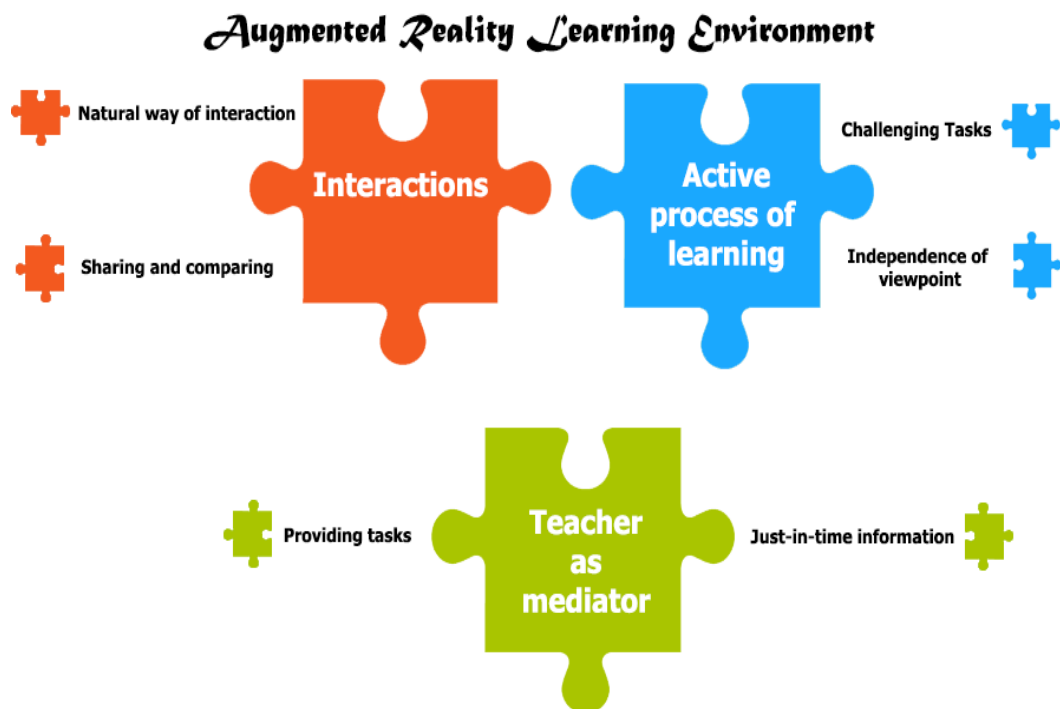 Augmented Reality Learning Environment
Natural way of interaction
Sharing and comparing
Interactions
Active
process of
learning
Challenging Tasks
Independence of
viewpoint
Providing tasks
Teacher
as
mediator
Just-in-time information